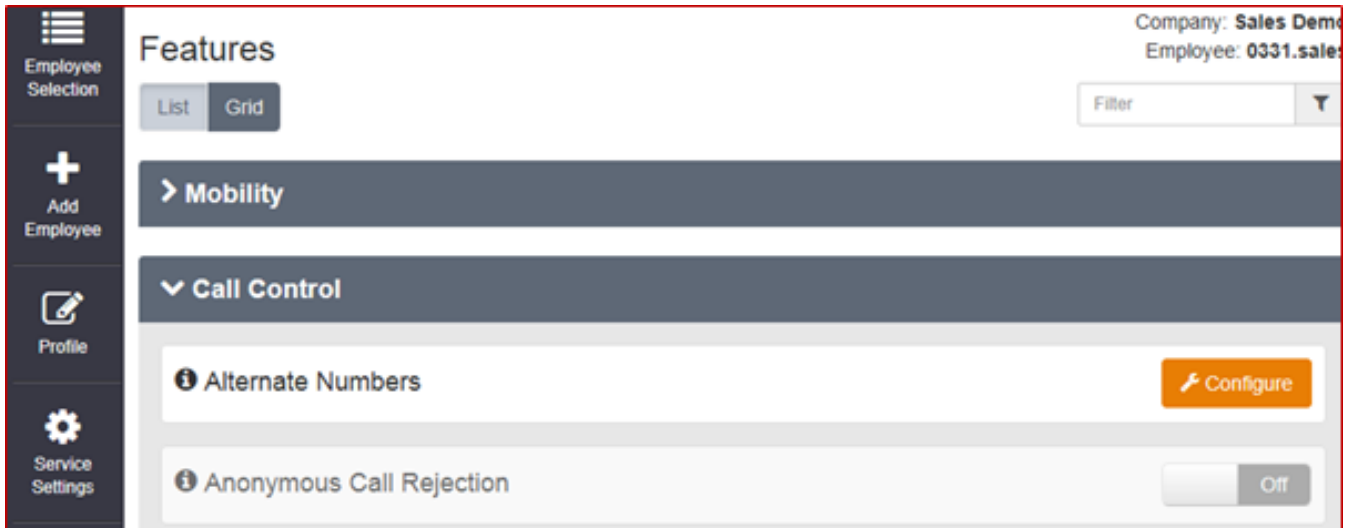 Employee
Selection
Add
Employee
Profile
Service
Settings
Features
Company: Sales Demo
Employee: 0331.sales
List
Grid
Filter
Mobility
Call Control
Alternate Numbers
Configure
Anonymous Call Rejection
Off